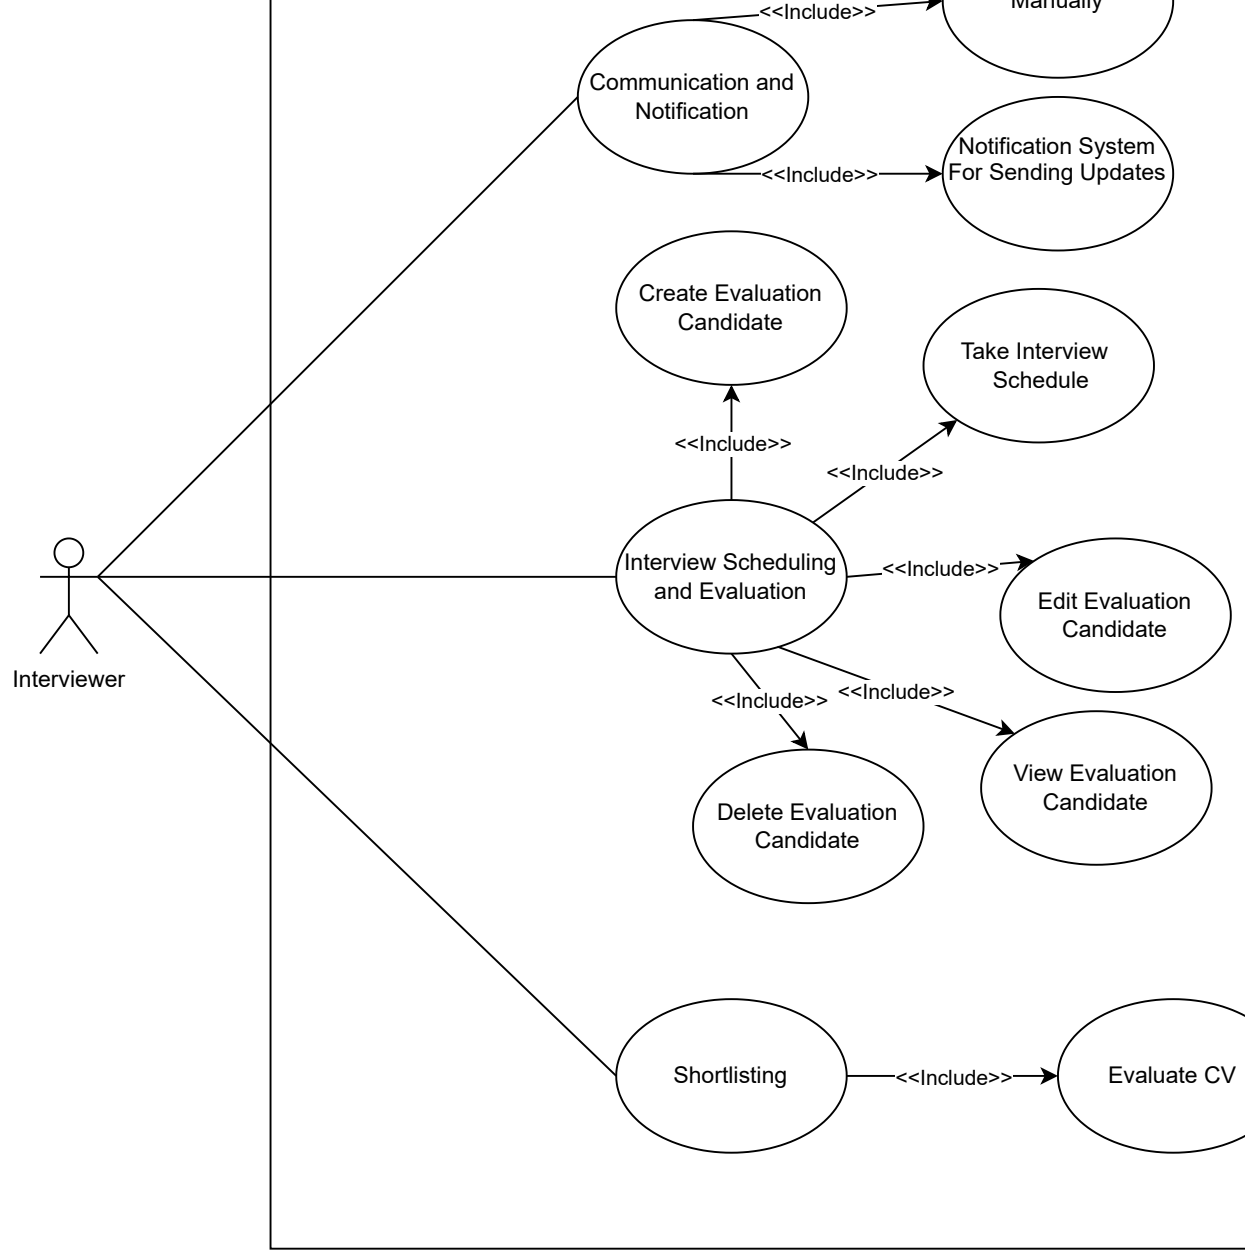 Manually
<<Include>>
Communication and
Notification
Notification System
For Sending Updates
<<Include>>
Create Evaluation
Candidate
Take Interview
Schedule
<<Include>>
<<Include>>
Interview Scheduling
and Evaluation
<<Include>>
Edit Evaluation
Candidate
Interviewer
<<Include>>
<<Include>>
View Evaluation
Candidate
Delete Evaluation
Candidate
Shortlisting
<<Include>>
Evaluate CV